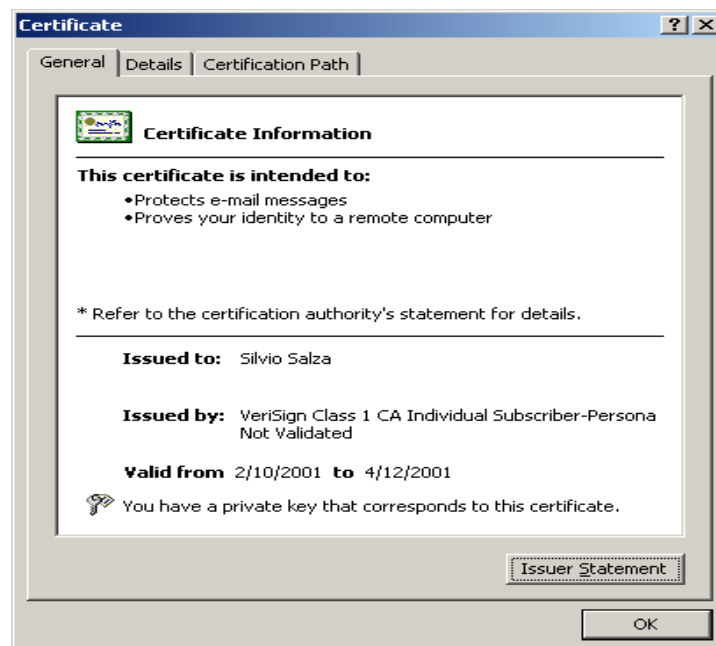 Certificate
General Details Certification Path
Certificate Information
This certificate is intended to:
•Protects e-mail messages
•Proves your identity to a remote computer
* Refer to the certification authority's statement for details.
Issued to: Silvio Salza
Issued by: VeriSign Class 1 CA Individual Subscriber-Persona
Not Validated
Valid from 2/10/2001 to 4/12/2001
You have a private key that corresponds to this certificate.
Issuer Statement
OK